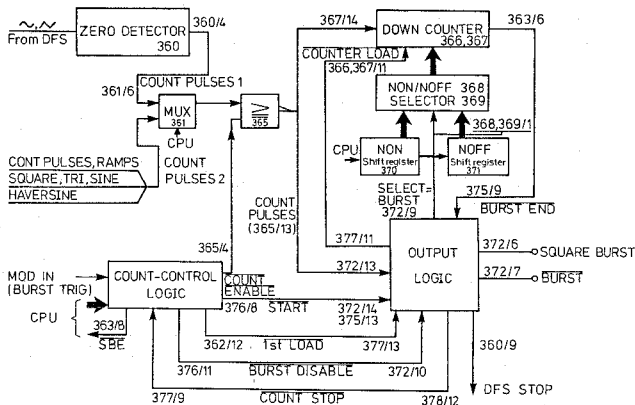 ∿, ∿
From DFS
ZERO DETECTOR
360
360/4
367/14
DOWN COUNTER
366,367
363/6
COUNTER LOAD
366,367/11
COUNT
PULSES 1
361/6
MUX
361
CPU
≥
365
NON/NOFF 368
SELECTOR 369
368,369/1
CPU
NON
Shift register
370
NOFF
Shift register
371
CONT PULSES, RAMPS
SQUARE, TRI, SINE
HAVERSINE
COUNT
PULSES 2
COUNT
PULSES
(365/13)
SELECT=
BURST
372/9
375/9
BURST END
365/4
377/11
OUTPUT
LOGIC
372/6
SQUARE BURST
372/7
BURST
372/13
MOD IN
(BURST TRIG)
COUNT-CONTROL
LOGIC
COUNT
ENABLE
376/8
START
372/14
375/13
CPU
363/8
SBE
362/12
1st LOAD
377/13
376/11
BURST DISABLE
372/10
360/9
DFS STOP
377/9
COUNT STOP
378/12